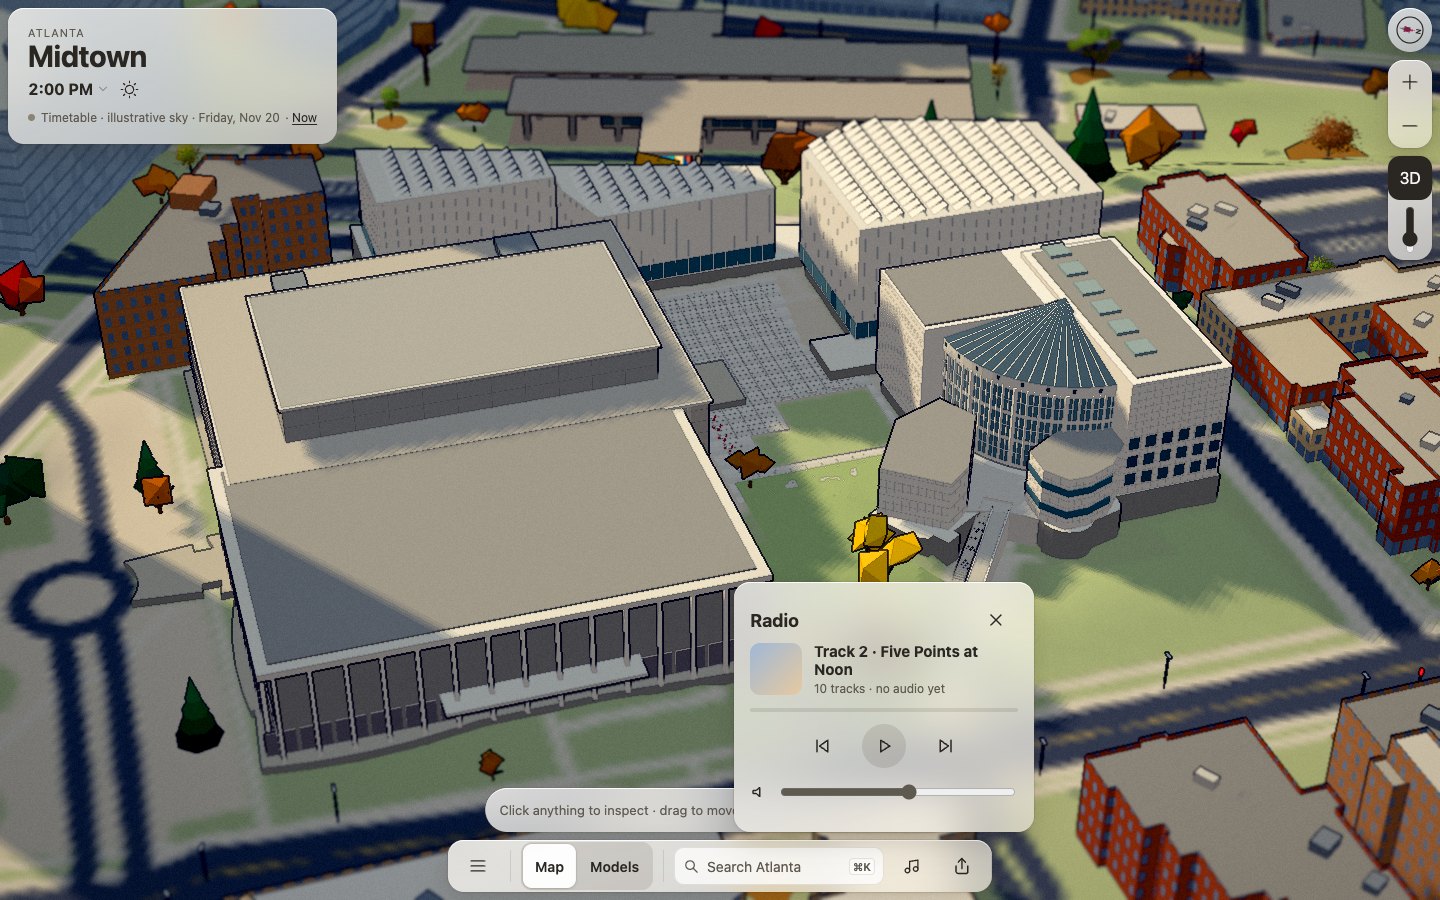 ATLANTA
Midtown
2:00 PM
Timetable · illustrative sky · Friday, Nov 20 · Now
N
3D
Radio
Track 2 · Five Points at
Noon
10 tracks · no audio yet
Click anything to inspect · drag to move
Map
Models
Search Atlanta
⌘K